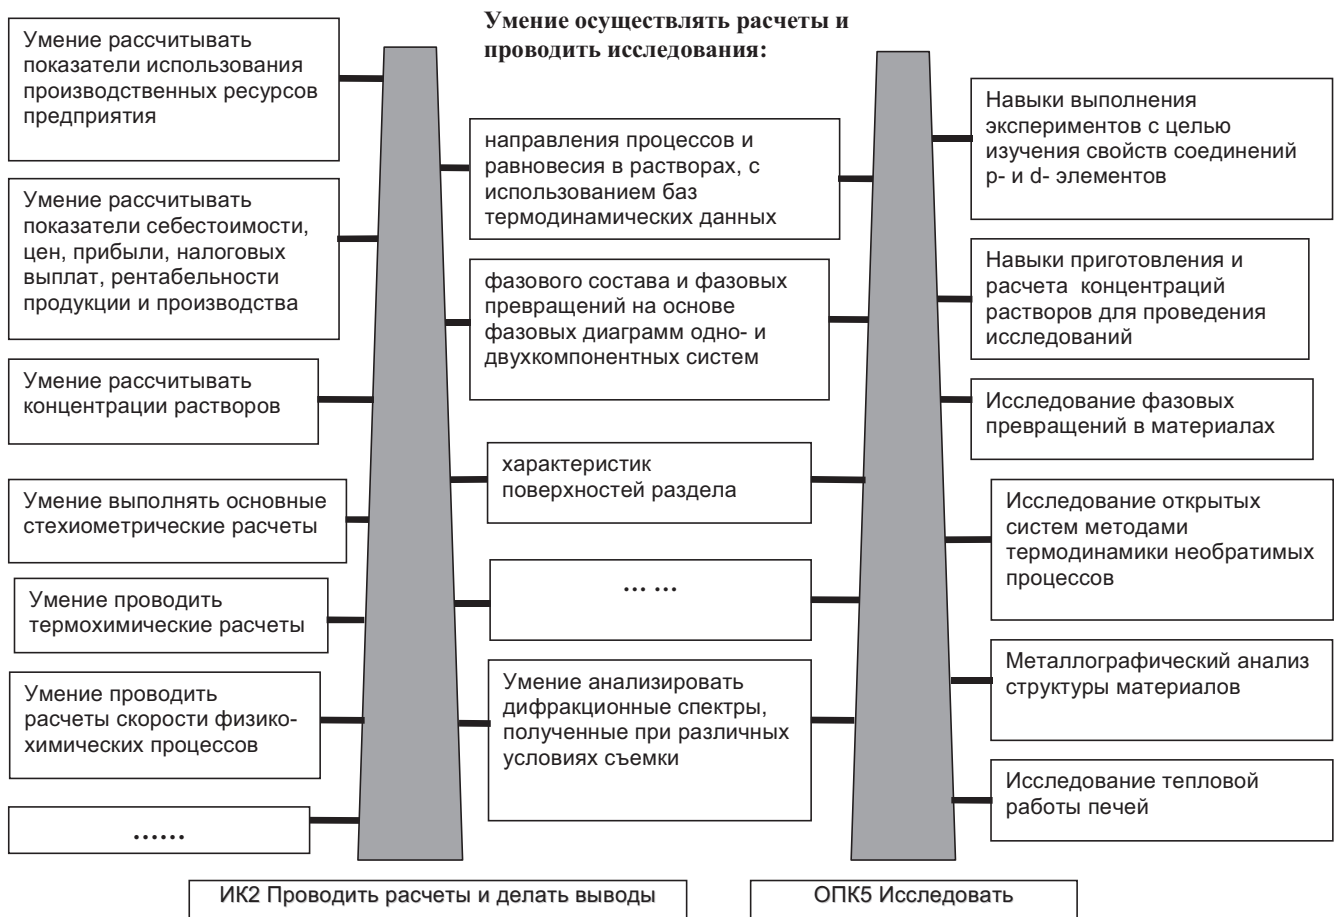 Умение осуществлять расчеты и
проводить исследования:
Умение рассчитывать
показатели использования
производственных ресурсов
предприятия
Умение рассчитывать
показатели себестоимости,
цен, прибыли, налоговых
выплат, рентабельности
продукции и производства
Умение рассчитывать
концентрации растворов
Умение выполнять основные
стехиометрические расчеты
Умение проводить
термохимические расчеты
Умение проводить
расчеты скорости физико-
химических процессов
……
направления процессов и
равновесия в растворах, с
использованием баз
термодинамических данных
фазового состава и фазовых
превращений на основе
фазовых диаграмм одно- и
двухкомпонентных систем
характеристик
поверхностей раздела
… …
Умение анализировать
дифракционные спектры,
полученные при различных
условиях съемки
Навыки выполнения
экспериментов с целью
изучения свойств соединений
p- и d- элементов
Навыки приготовления и
расчета концентраций
растворов для проведения
исследований
Исследование фазовых
превращений в материалах
Исследование открытых
систем методами
термодинамики необратимых
процессов
Металлографический анализ
структуры материалов
Исследование тепловой
работы печей
ИК2 Проводить расчеты и делать выводы
ОПК5 Исследовать